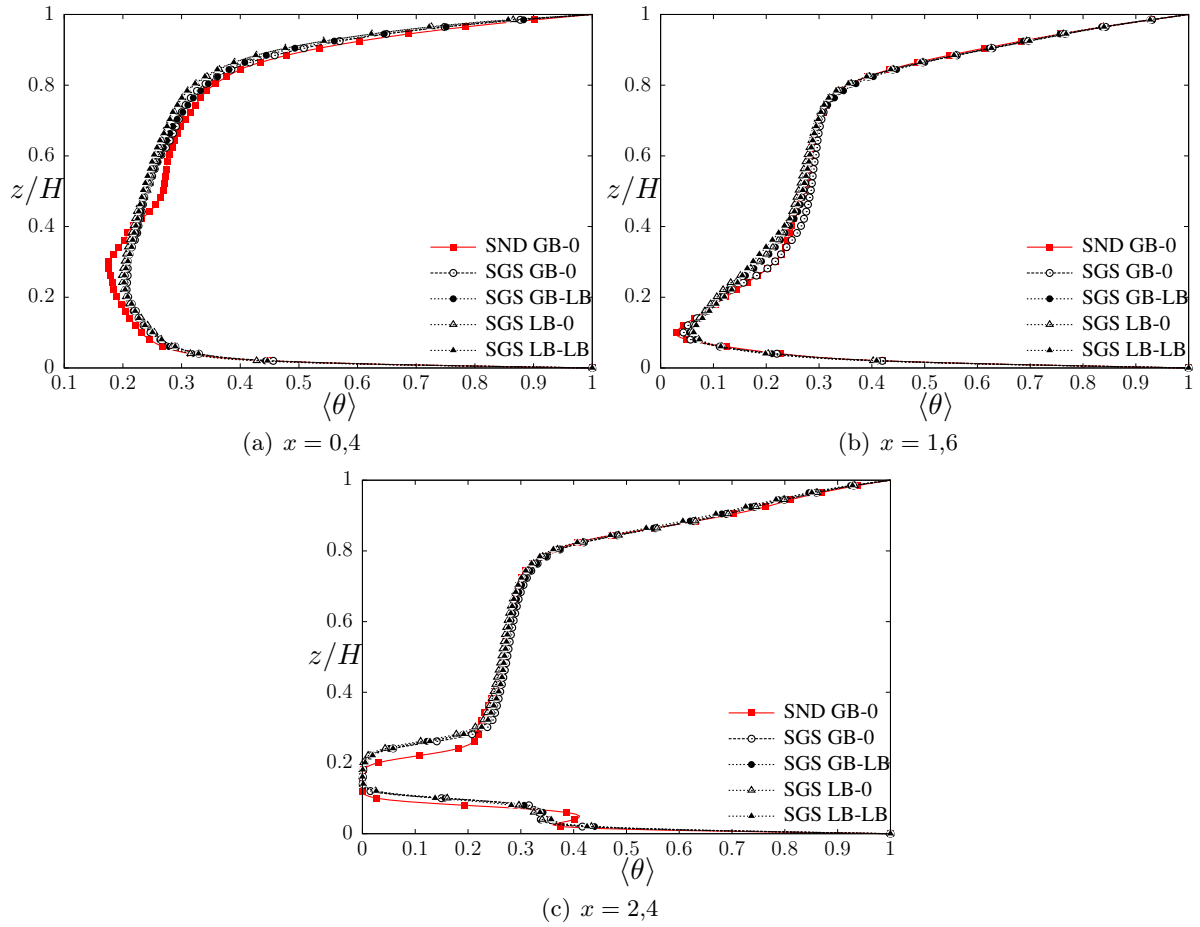 1
0.8
0.6
z/H
0.4
0.2
0
0.1 0.2 0.3 0.4 0.5 0.6 0.7 0.8 0.9 1
⟨θ⟩
SND GB-0
SGS GB-0
SGS GB-LB
SGS LB-0
SGS LB-LB
(a) x = 0,4
1
0.8
0.6
z/H
0.4
0.2
0
0 0.1 0.2 0.3 0.4 0.5 0.6 0.7 0.8 0.9 1
⟨θ⟩
SND GB-0
SGS GB-0
SGS GB-LB
SGS LB-0
SGS LB-LB
(b) x = 1,6
1
0.8
0.6
z/H
0.4
0.2
0
0 0.1 0.2 0.3 0.4 0.5 0.6 0.7 0.8 0.9 1
⟨θ⟩
SND GB-0
SGS GB-0
SGS GB-LB
SGS LB-0
SGS LB-LB
(c) x = 2,4